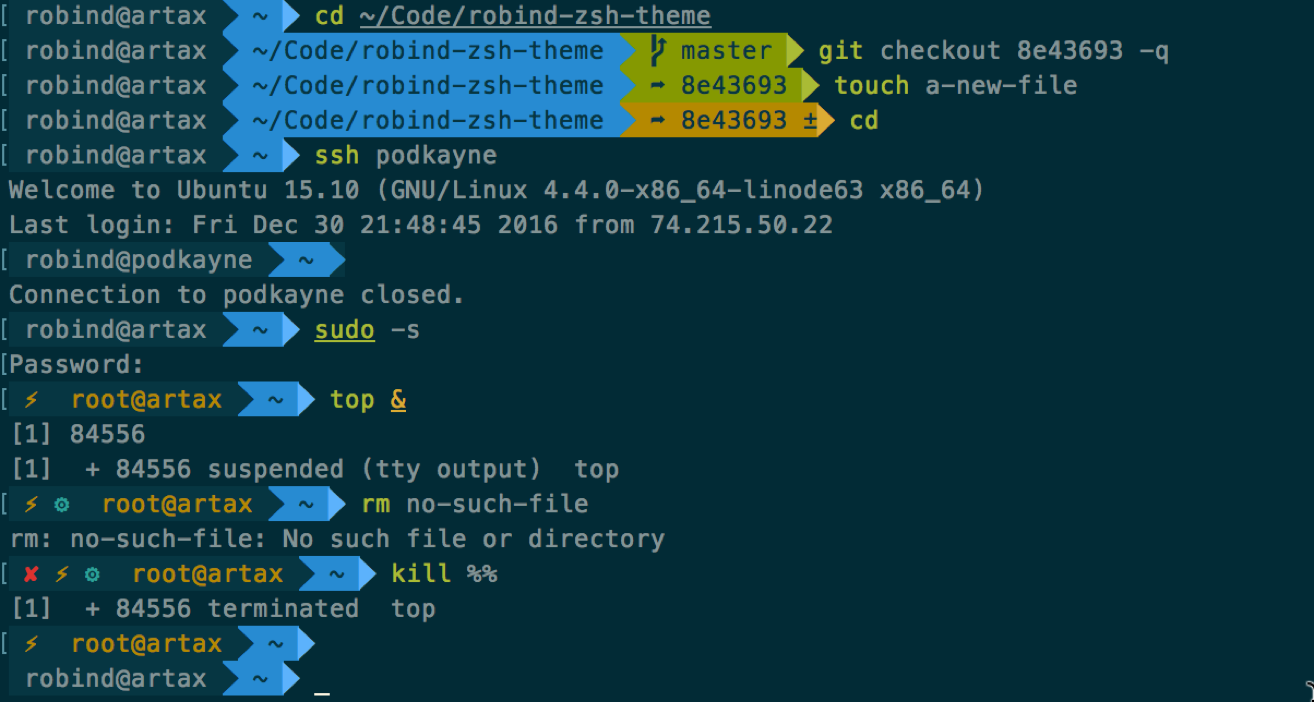 [ robind@artax ~ cd ~/Code/robind-zsh-theme
[ robind@artax ~/Code/robind-zsh-theme master git checkout 8e43693 -q
[ robind@artax ~/Code/robind-zsh-theme ➦ 8e43693 touch a-new-file
[ robind@artax ~/Code/robind-zsh-theme ➦ 8e43693 ± cd
[ robind@artax ~ ssh podkayne
Welcome to Ubuntu 15.10 (GNU/Linux 4.4.0-x86_64-linode63 x86_64)
Last login: Fri Dec 30 21:48:45 2016 from 74.215.50.22
[ robind@podkayne ~
Connection to podkayne closed.
[ robind@artax ~ sudo -s
[Password:
[ ⚡ root@artax ~ top &
[1] 84556
[1]  + 84556 suspended (tty output)  top
[ ⚡ ⚙ root@artax ~ rm no-such-file
rm: no-such-file: No such file or directory
[ ✘ ⚡ ⚙ root@artax ~ kill %%
[1]  + 84556 terminated  top
[ ⚡ root@artax ~
robind@artax ~ _